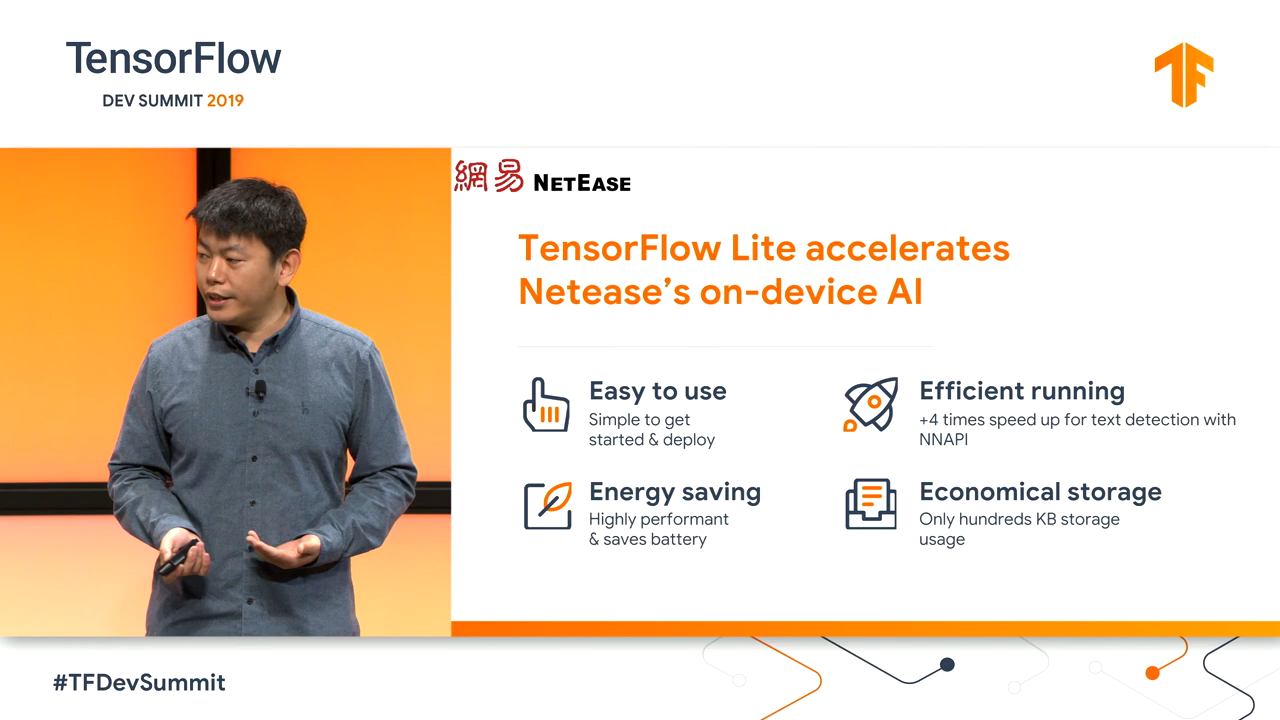 TensorFlow
DEV SUMMIT 2019
網易 NETEASE
TensorFlow Lite accelerates
Netease’s on-device AI
Easy to use
Simple to get
started & deploy
Efficient running
+4 times speed up for text detection with
NNAPI
Energy saving
Highly performant
& saves battery
Economical storage
Only hundreds KB storage
usage
#TFDevSummit